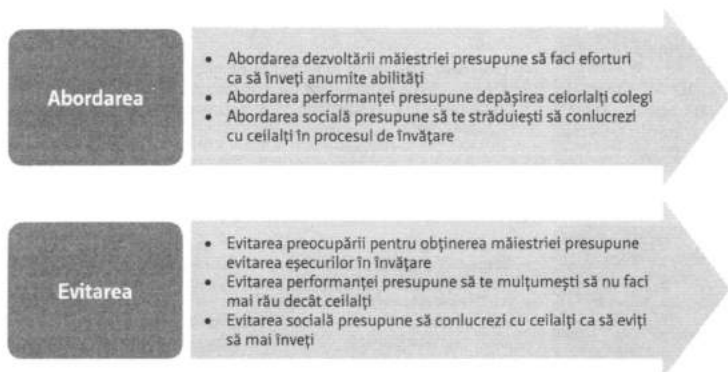 Abordarea
• Abordarea dezvoltării măiestriei presupune să faci eforturi
ca să înveți anumite abilități
• Abordarea performanței presupune depășirea celorlalți colegi
• Abordarea socială presupune să te străduiești să conlucrezi
cu ceilalți în procesul de învățare
Evitarea
• Evitarea preocupării pentru obținerea măiestriei presupune
evitarea eșecurilor în învățare
• Evitarea performanței presupune să te mulțumești să nu faci
mai rău decât ceilalți
• Evitarea socială presupune să conlucrezi cu ceilalți ca să eviți
să mai înveți